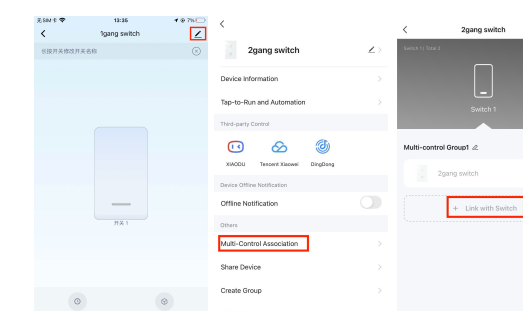 无SIM卡
13:35
7%
1gang switch
长按开关修改开关名称
开关 1
2gang switch
Device Information
Tap-to-Run and Automation
Third-party Control
XIAODU
Tencent Xiaowei
DingDong
Device Offline Notification
Offline Notification
Others
Multi-Control Association
Share Device
Create Group
2gang switch
Switch 1
Multi-control Group1
2gang switch
+ Link with Switch